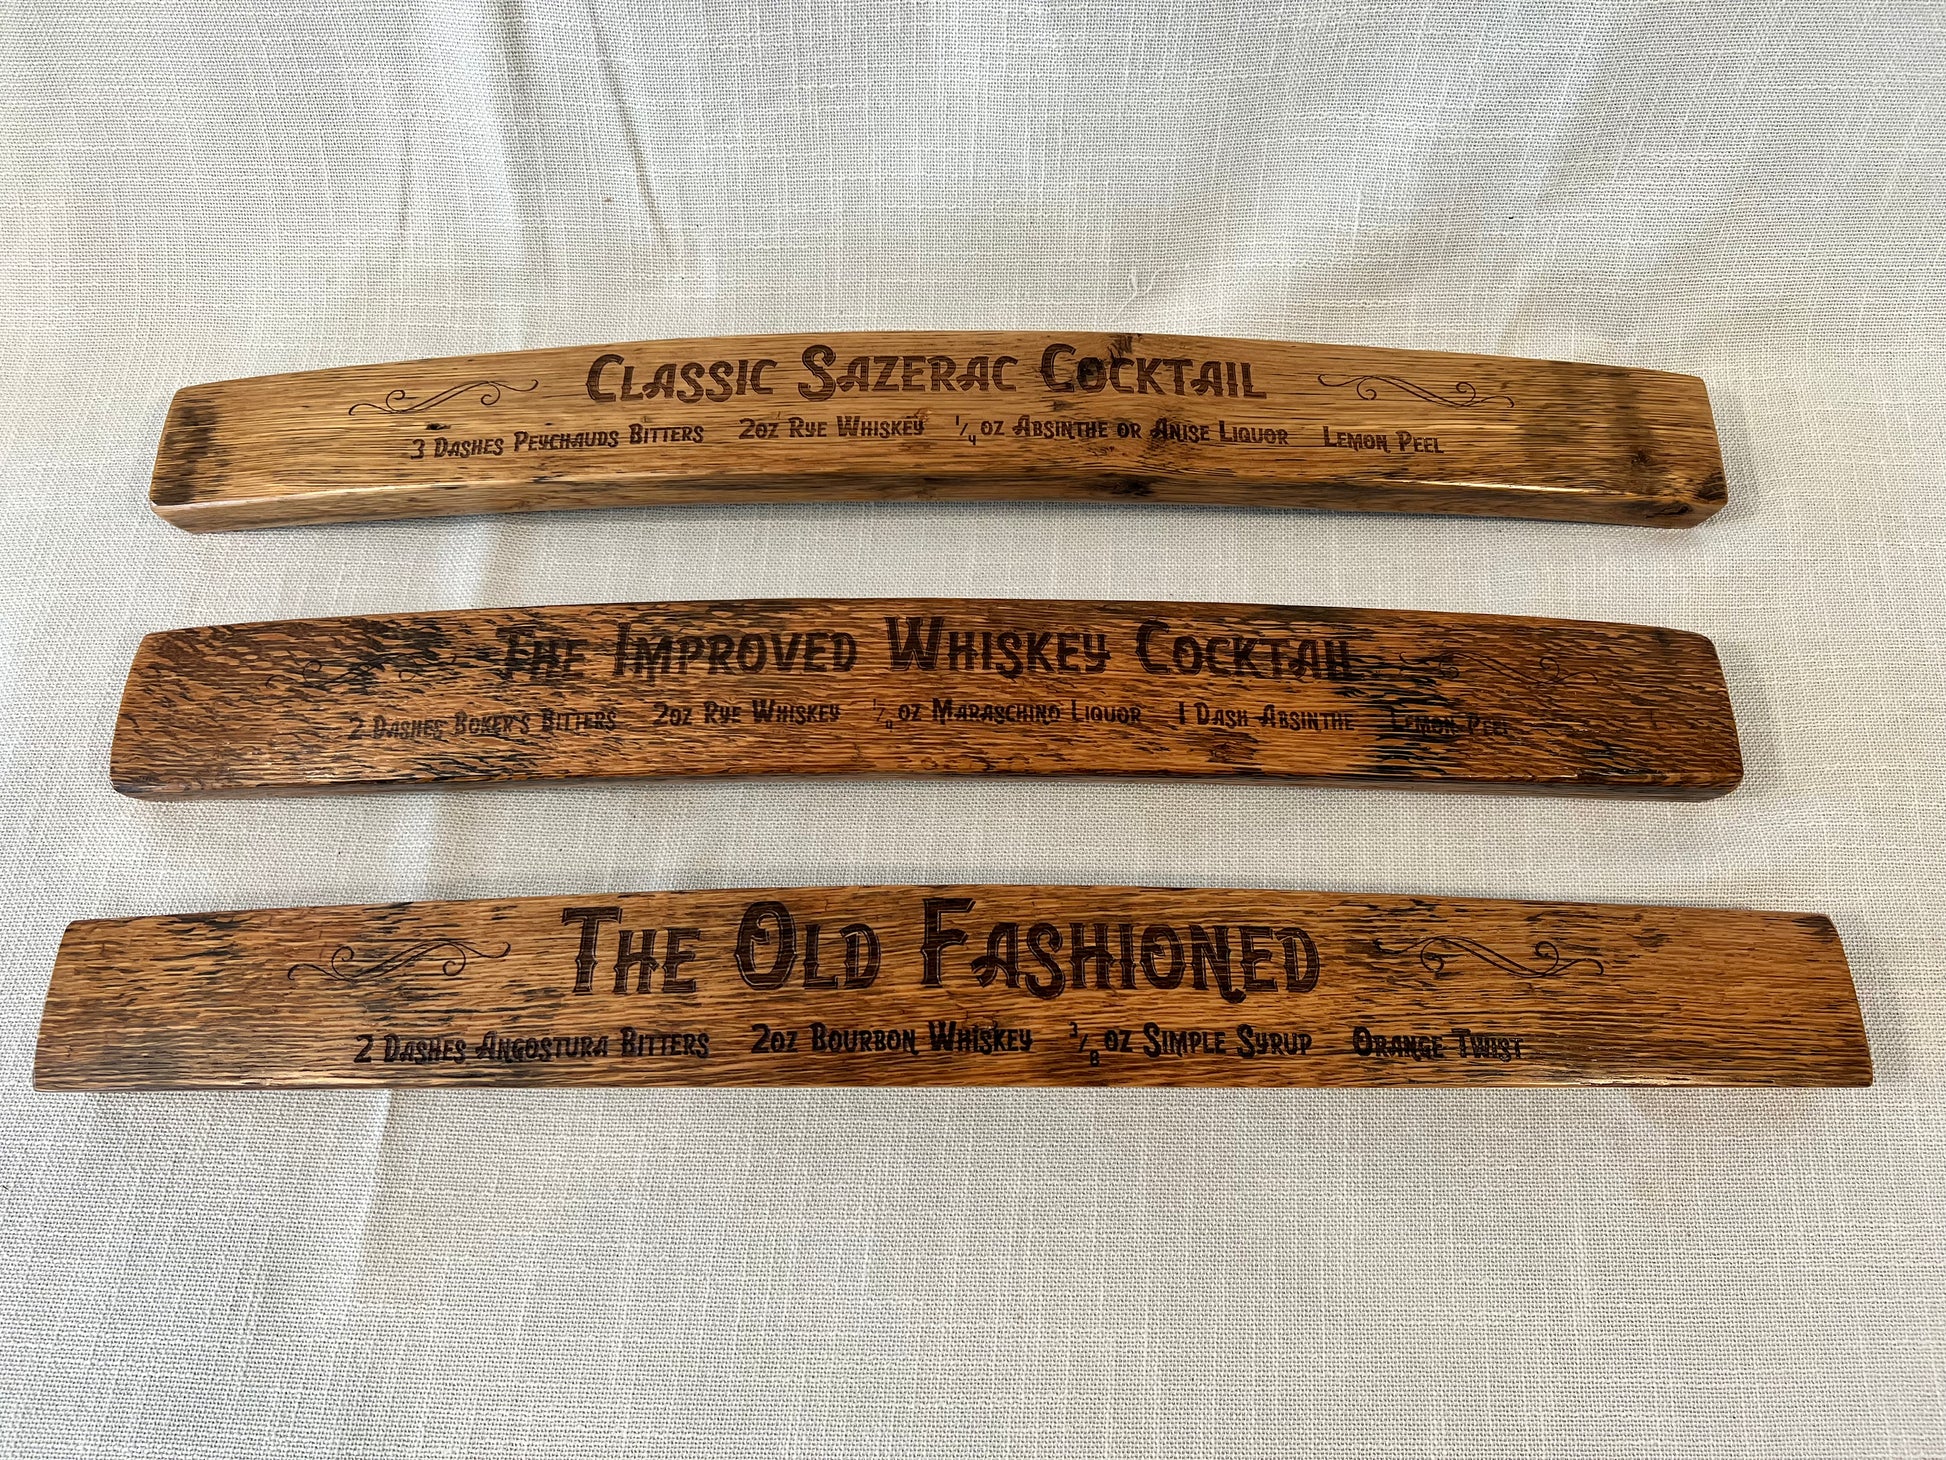 Classic Sazerac Cocktail
3 Dashes Peychauds Bitters 2oz Rye Whiskey 1/4 oz Absinthe or Anise Liquor Lemon Peel
The Improved Whiskey Cocktail
2 Dashes Boker's Bitters 2oz Rye Whiskey 1/4 oz Maraschino Liquor 1 Dash Absinthe Lemon Peel
The Old Fashioned
2 Dashes Angostura Bitters 2oz Bourbon Whiskey 3/8 oz Simple Syrup Orange Twist